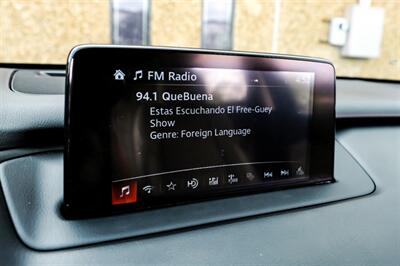 FM Radio
94.1 QueBuena
Estas Escuchando El Free-Guey
Show
Genre: Foreign Language